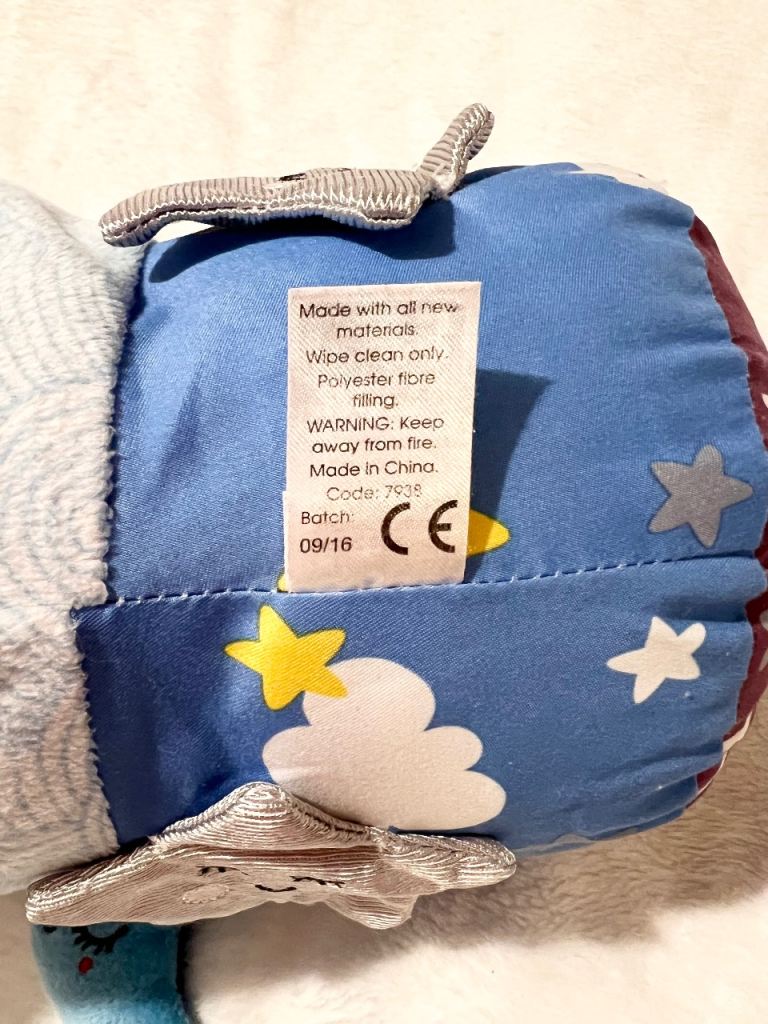 Made with all new
materials.
Wipe clean only.
Polyester fibre
filling.
WARNING: Keep
away from fire.
Made in China.
Code: 7938
Batch:
09/16
CE